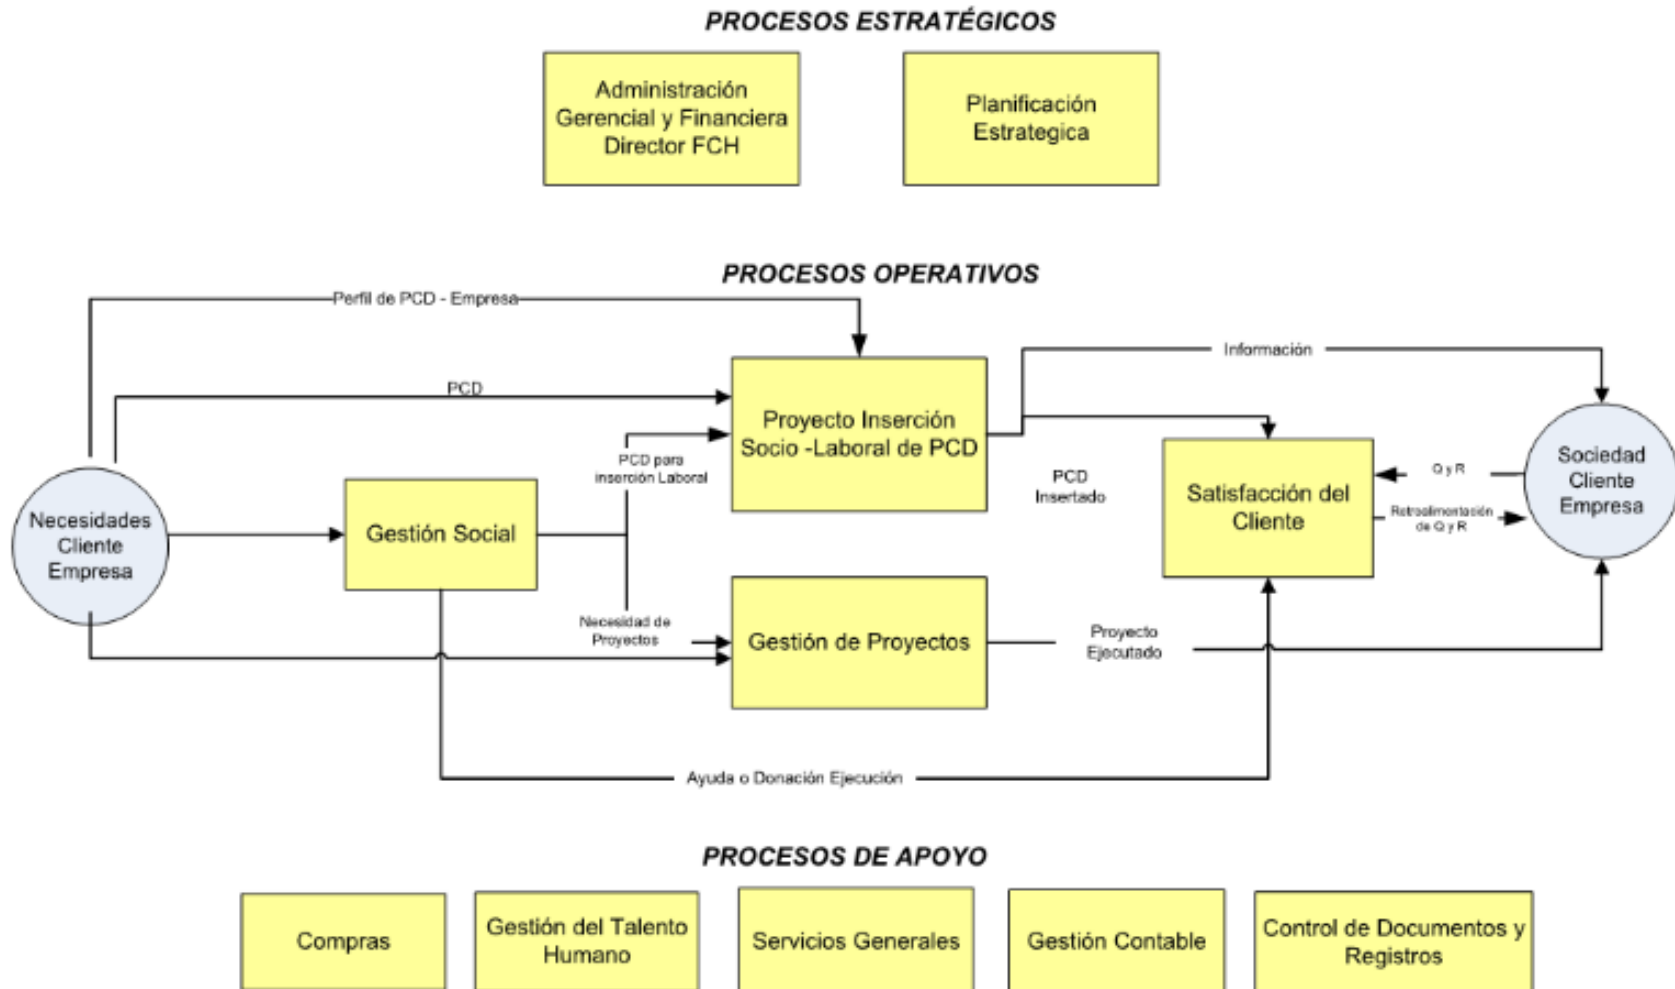 PROCESOS ESTRATÉGICOS
Administración
Gerencial y Financiera
Director FCH
Planificación
Estrategica
PROCESOS OPERATIVOS
Perfil de PCD - Empresa
Información
PCD
Proyecto Inserción
Socio -Laboral de PCD
PCD para
inserción Laboral
PCD
Insertado
Necesidades
Cliente
Empresa
Gestión Social
Satisfacción del
Cliente
Q y R
Retroalimentación
de Q y R
Sociedad
Cliente
Empresa
Necesidad de
Proyectos
Gestión de Proyectos
Proyecto
Ejecutado
Ayuda o Donación Ejecución
PROCESOS DE APOYO
Compras
Gestión del Talento
Humano
Servicios Generales
Gestión Contable
Control de Documentos y
Registros